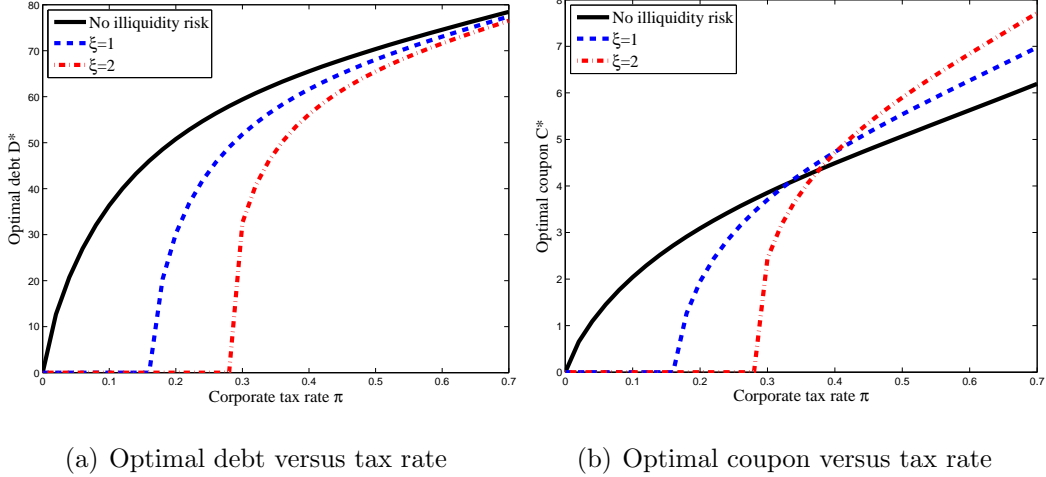 No illiquidity risk
ξ=1
ξ=2
Optimal debt D*
80
70
60
50
40
30
20
10
0
0 0.1 0.2 0.3 0.4 0.5 0.6 0.7
Corporate tax rate π
(a) Optimal debt versus tax rate
No illiquidity risk
ξ=1
ξ=2
Optimal coupon C*
8
7
6
5
4
3
2
1
0
0 0.1 0.2 0.3 0.4 0.5 0.6 0.7
Corporate tax rate π
(b) Optimal coupon versus tax rate